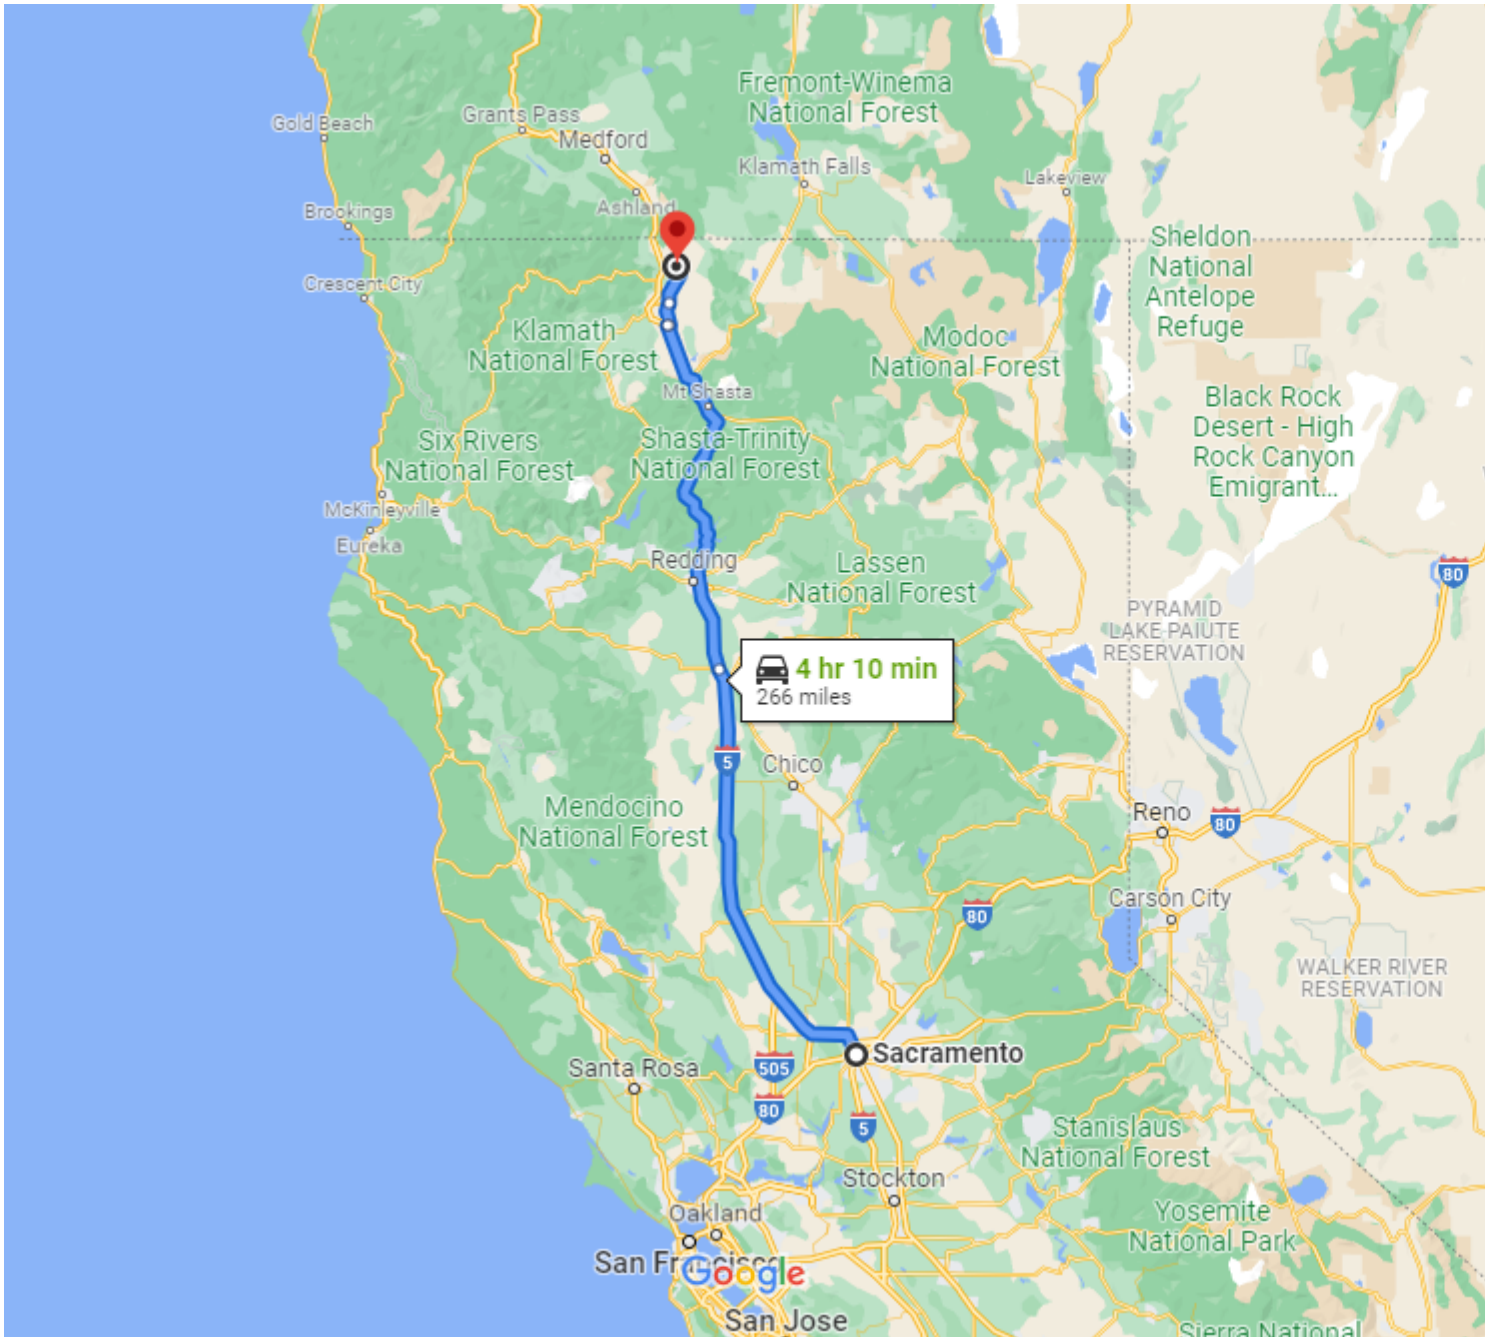 Fremont-Winema
National Forest
Gold Beach
Grants Pass
Medford
Klamath Falls
Lakeview
Brookings
Ashland
Sheldon
National
Antelope
Refuge
Crescent City
Klamath
National Forest
Modoc
National Forest
Mt Shasta
Black Rock
Desert - High
Rock Canyon
Emigrant...
Six Rivers
National Forest
Shasta-Trinity
National Forest
McKinleyville
Eureka
Redding
Lassen
National Forest
80
PYRAMID
LAKE PAIUTE
RESERVATION
4 hr 10 min
266 miles
5
Chico
Mendocino
National Forest
Reno
80
Carson City
80
WALKER RIVER
RESERVATION
Sacramento
Santa Rosa
505
80
5
Stanislaus
National Forest
Stockton
Oakland
Yosemite
National Park
San Francisco
Google
San Jose
Sierra National